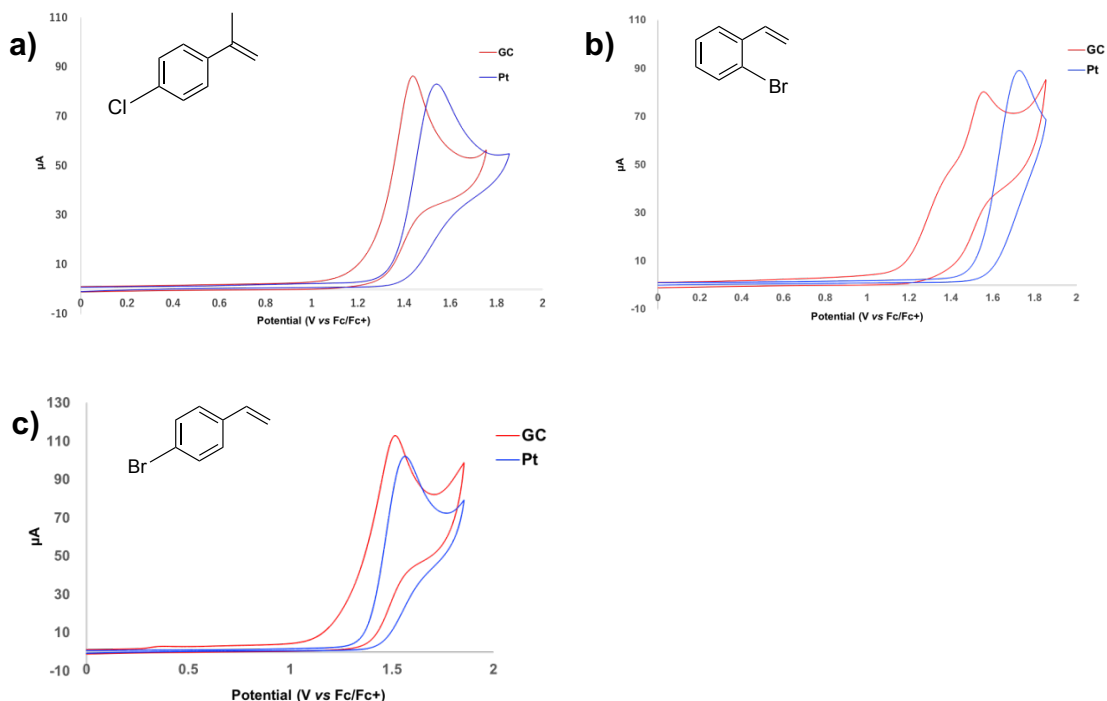 a)
110
90
70
50
30
10
-10
µA
0 0.2 0.4 0.6 0.8 1 1.2 1.4 1.6 1.8 2
Potential (V vs Fc/Fc+)
GC
Pt
Cl
b)
110
90
70
50
30
10
-10
µA
0 0.2 0.4 0.6 0.8 1 1.2 1.4 1.6 1.8 2
Potential (V vs Fc/Fc+)
GC
Pt
Br
c)
130
110
90
70
50
30
10
-10
µA
0 0.5 1 1.5 2
Potential (V vs Fc/Fc+)
GC
Pt
Br